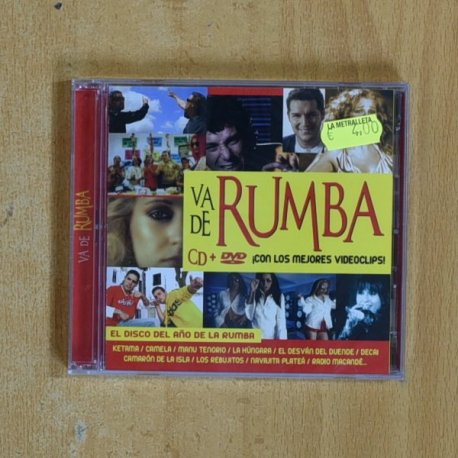 VA DE RUMBA
LA METRALLETA
€ 4,00
VA
DE
RUMBA
CD + DVD ¡CON LOS MEJORES VIDEOCLIPS!
EL DISCO DEL AÑO DE LA RUMBA
KETAMA / CAMELA / MANU TENORIO / LA HÚNGARA / EL DESVÁN DEL DUENDE / DECAI
CAMARÓN DE LA ISLA / LOS REBUJITOS / NAVAJITA PLATEÁ / RADIO MACANDÉ...